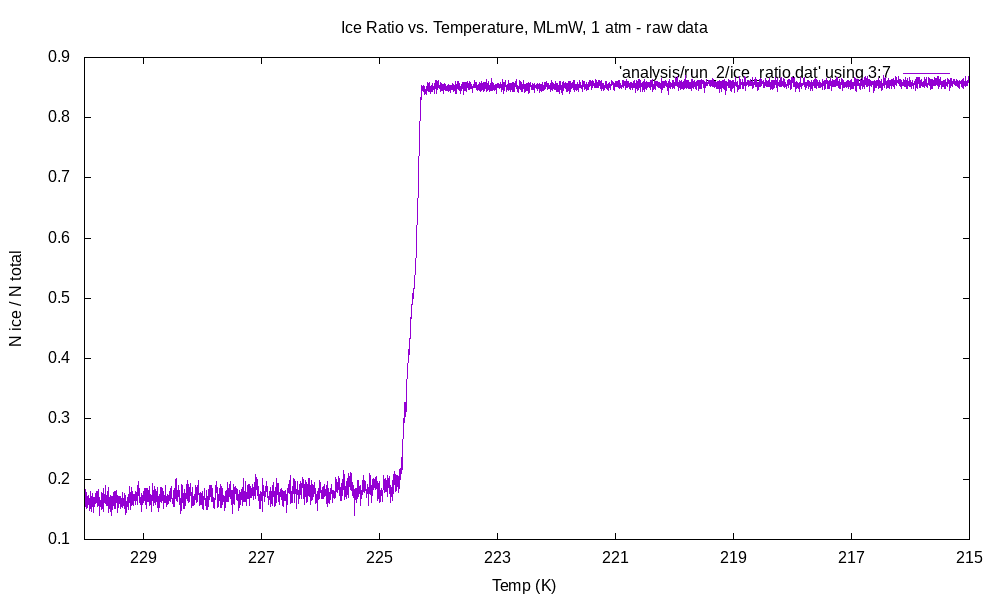 Ice Ratio vs. Temperature, MLmW, 1 atm - raw data
'analysis/run_2/ice_ratio.dat' using 3:7
0.9
0.8
0.7
0.6
0.5
0.4
0.3
0.2
0.1
N ice / N total
229 227 225 223 221 219 217 215
Temp (K)